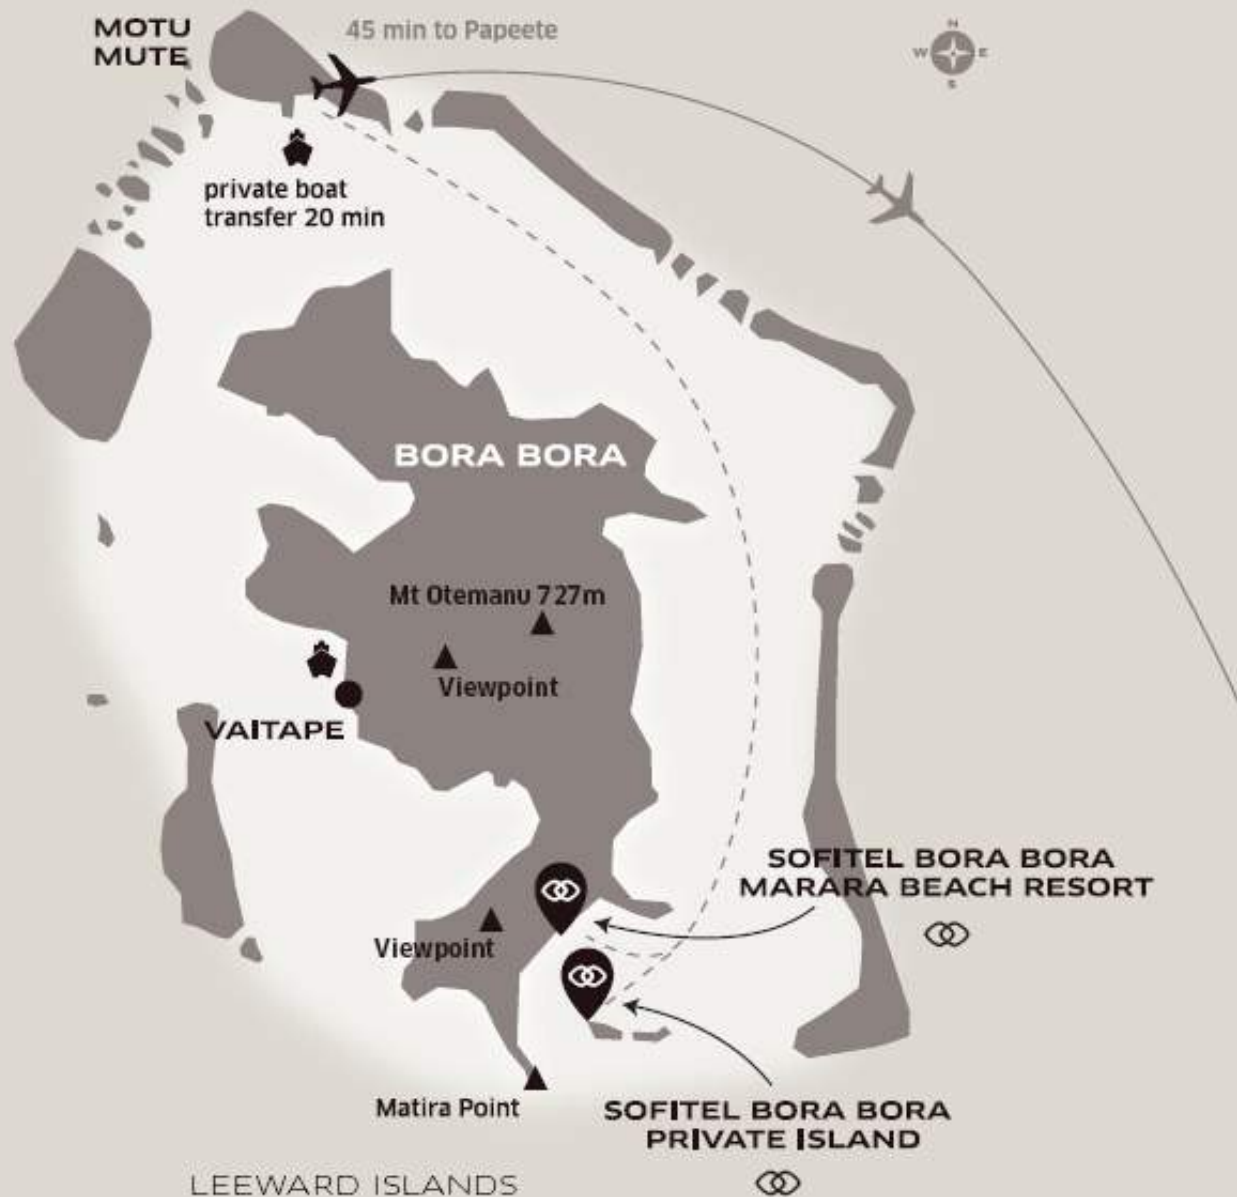 MOTU
MUTE
45 min to Papeete
N
W
E
S
private boat
transfer 20 min
BORA BORA
Mt Otemanu 727m
Viewpoint
VAITAPE
SOFITEL BORA BORA
MARARA BEACH RESORT
Viewpoint
Matira Point
SOFITEL BORA BORA
PRIVATE ISLAND
LEEWARD ISLANDS